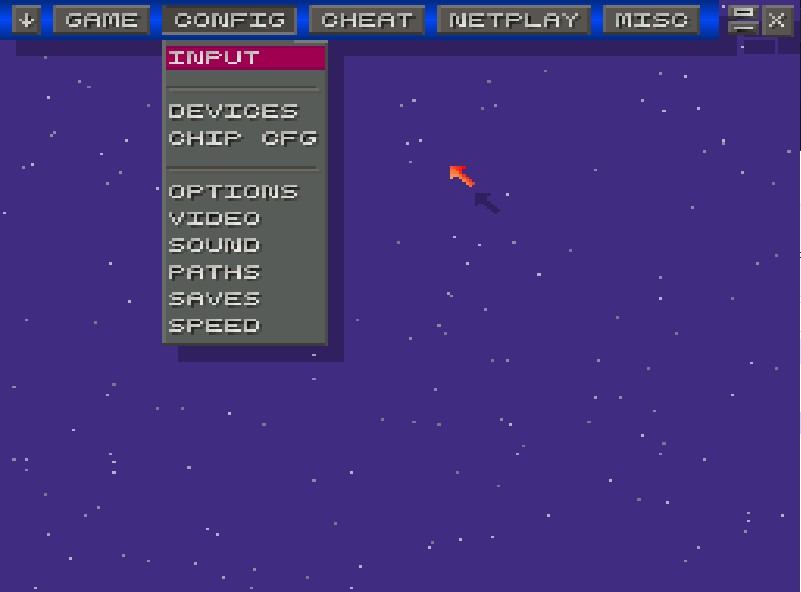 GAME CONFIG CHEAT NETPLAY MISC
INPUT
DEVICES
CHIP CFG
OPTIONS
VIDEO
SOUND
PATHS
SAVES
SPEED